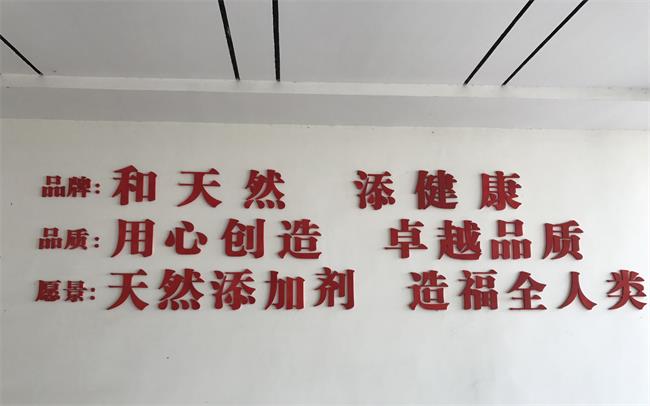 品牌：和天然 添健康
品质：用心创造 卓越品质
愿景：天然添加剂 造福全人类